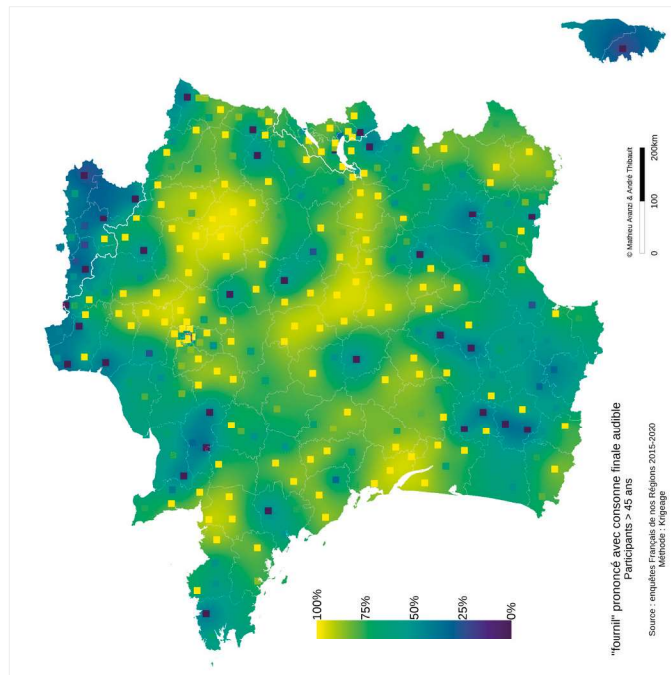 "fournil" prononcé avec consonne finale audible
Participants > 45 ans
Source : enquêtes Français de nos Régions 2015-2020
Méthode : Krigeage
100%
75%
50%
25%
0%
© Mathieu Avanzi & André Thibault
0 100 200km